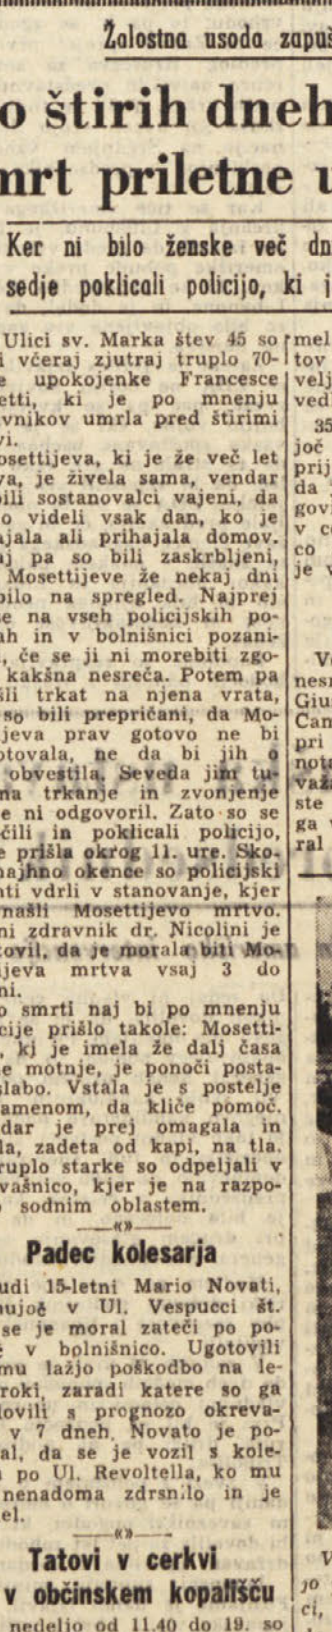 Žalostna usoda zapuš
o štirih dneh
mrt priletne u
Ker ni bilo ženske več dn
sedje poklicali policijo, ki j
Ulici sv. Marka štev 45 so
i včeraj zjutraj truplo 70-
e upokojenke Francesce
etti, ki je po mnenju
avnikov umrla pred štirimi
vi.
osettijeva, ki je že več let
va, je živela sama, vendar
bili sostanovalci vajeni, da
o videli vsak dan, ko je
ajala ali prihajala domov.
aj pa so bili zaskrbljeni,
Mosettijeve že nekaj dni
bilo na spregled. Najprej
e na vseh policijskih po-
ah in v bolnišnici pozani-
, če se ji ni morebiti zgo-
kakšna nesreča. Potem pa
šli trkat na njena vrata,
so bili prepričani, da Mo-
jeva prav gotovo ne bi
otovala, ne da bi jih o
obvestila. Seveda jim tu-
na trkanje in zvonjenje
e ni odgovoril. Zato so se
čili in poklicali policijo,
e prišla okrog 11. ure. Sko-
majhno okence so policijski
nti vdrli v stanovanje, kjer
našli Mosettijevo mrtvo.
ni zdravnik dr. Nicolini je
tovil, da je morala biti Mo-
ijeva mrtva vsaj 3 do
ni.
o smrti naj bi po mnenju
cije prišlo takole: Mosetti-
, ki je imela že dalj časa
e motnje, je ponoči posta-
slabo. Vstala je s postelje
amenom, da kliče pomoč.
dar je prej omagala in
la, zadeta od kapi, na tla.
ruplo starke so odpeljali v
vašnico, kjer je na razpo-
o sodnim oblastem.
—«»—
Padec kolesarja
udi 15-letni Mario Novati,
nujoč v Ul. Vespucci št.
se je moral zateči po po-
č v bolnišnico. Ugotovili
mu lažjo poškodbo na le-
roki, zaradi katere so ga
lovili s prognozo okreva-
v 7 dneh. Novato je po-
al, da se je vozil s kole-
po Ul. Revoltella, ko mu
nenadoma zdrsnilo in je
el.
—«»—
Tatovi v cerkvi
v občinskem kopališču
nedeljo od 11.40 do 19. so
mel
tov
velj
ved
35
joč
prij
da
govi
v c
co
je v
V
nesr
Giu
Can
pri
nota
važa
ste
ga v
ral
V
jo
ci,